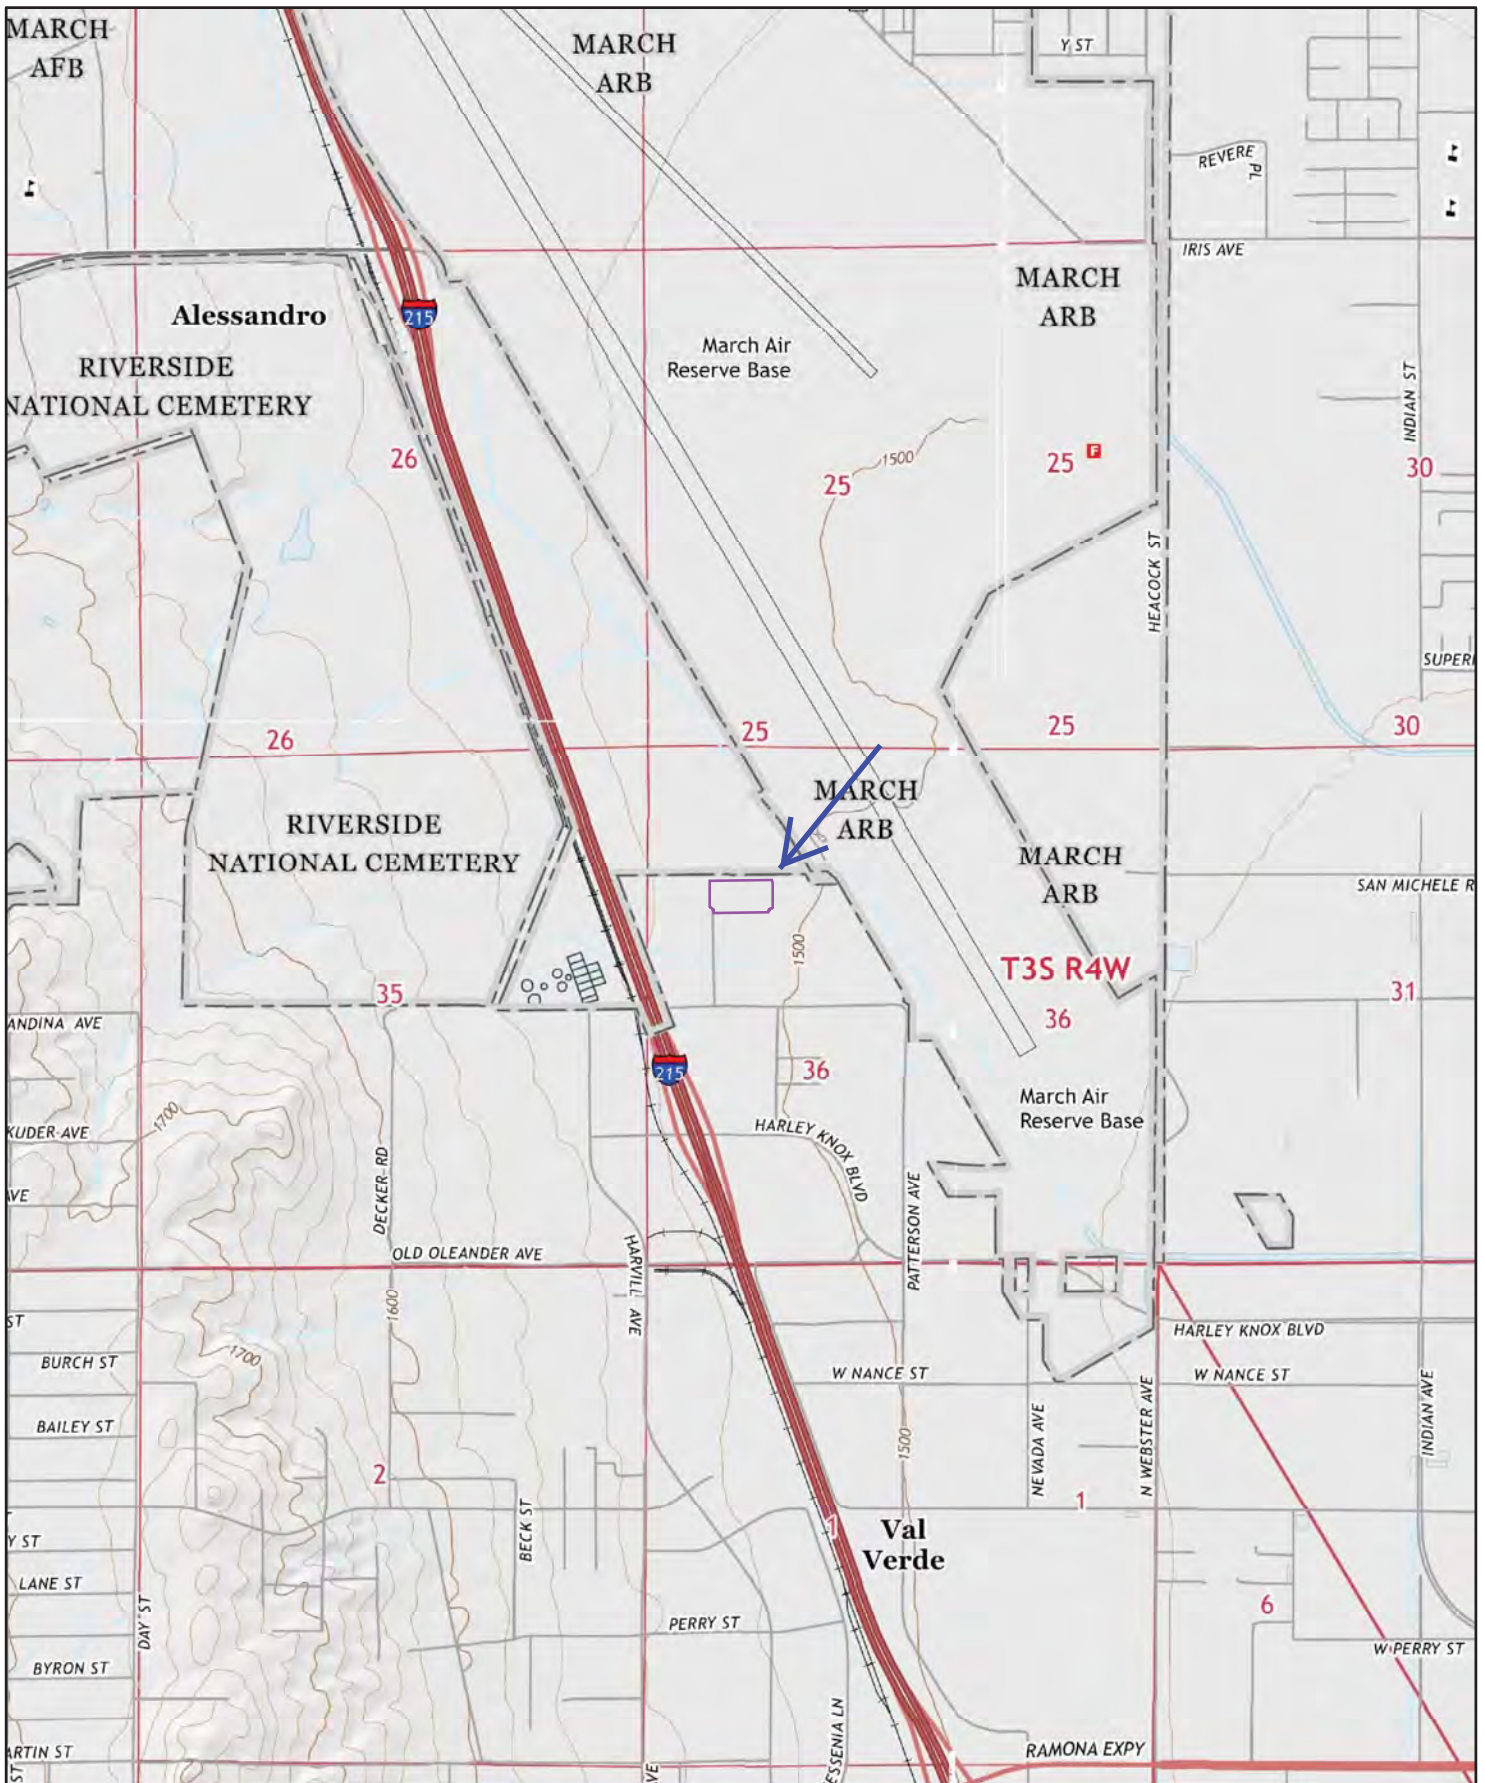 MARCH
AFB
MARCH
ARB
Y ST
REVERE
PL
IRIS AVE
Alessandro
215
RIVERSIDE
NATIONAL CEMETERY
March Air
Reserve Base
MARCH
ARB
INDIAN ST
26
25
1500
25
F
30
HEACOCK ST
SUPERI
26
25
25
30
RIVERSIDE
NATIONAL CEMETERY
MARCH
ARB
MARCH
ARB
SAN MICHELE R
1500
T3S R4W
35
36
31
ANDINA AVE
215
36
March Air
Reserve Base
KUDER AVE
1700
HARLEY KNOX BLVD
AVE
DECKER RD
PATTERSON AVE
OLD OLEANDER AVE
HARVILL AVE
ST
1600
HARLEY KNOX BLVD
BURCH ST
1700
W NANCE ST
W NANCE ST
BAILEY ST
1500
NEVADA AVE
N WEBSTER AVE
INDIAN AVE
2
1
1
Val
Verde
Y ST
BECK ST
LANE ST
DAY ST
PERRY ST
6
W PERRY ST
BYRON ST
ESSENIA LN
ARTIN ST
ST
VE
RAMONA EXPY